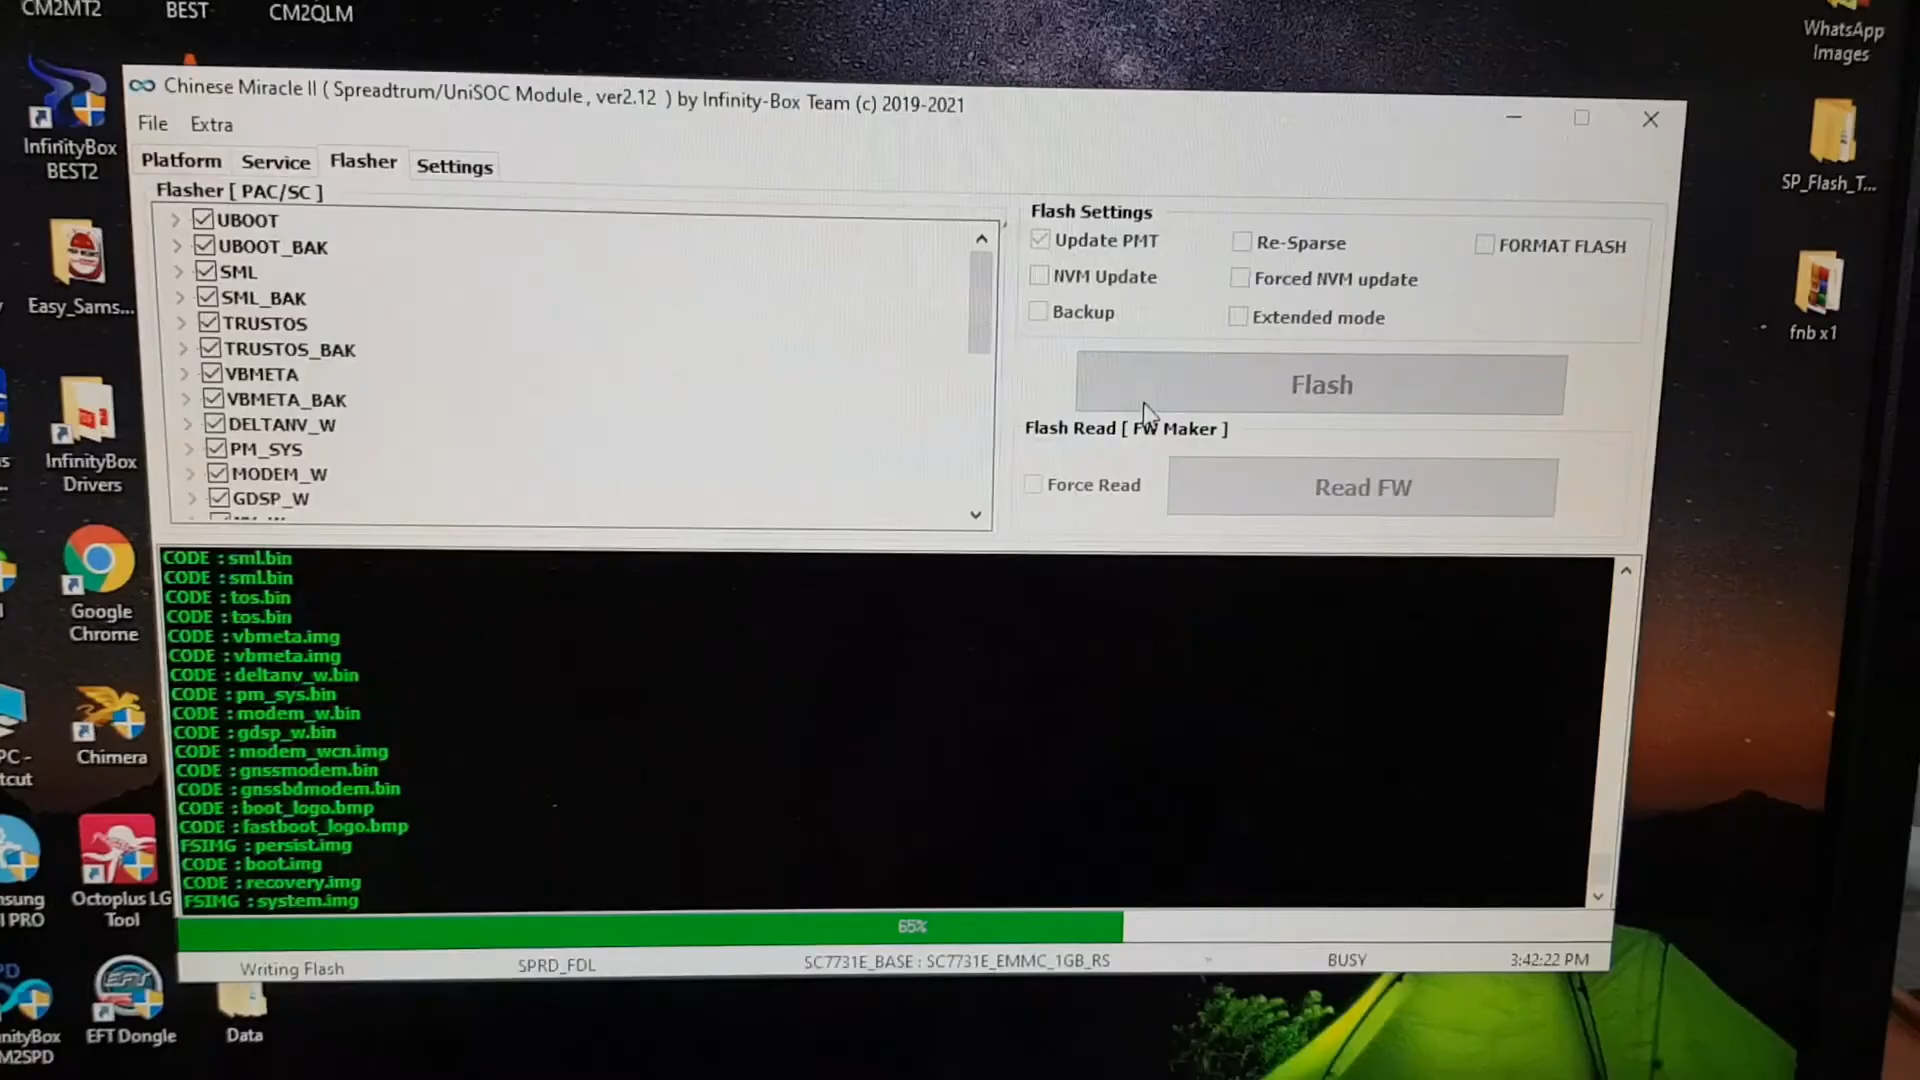 CM2MT2
BEST
CM2QLM
WhatsApp
Images
InfinityBox
BEST2
Chinese Miracle II ( Spreadtrum/UniSOC Module , ver2.12 ) by Infinity-Box Team (c) 2019-2021
File Extra
Platform Service Flasher Settings
Flasher [ PAC/SC ]
UBOOT
UBOOT_BAK
SML
SML_BAK
TRUSTOS
TRUSTOS_BAK
VBMETA
VBMETA_BAK
DELTANV_W
PM_SYS
MODEM_W
GDSP_W
Flash Settings
Update PMT
Re-Sparse
FORMAT FLASH
NVM Update
Forced NVM update
Backup
Extended mode
Flash
Flash Read [ FW Maker ]
Force Read
Read FW
CODE : sml.bin
CODE : sml.bin
CODE : tos.bin
CODE : tos.bin
CODE : vbmeta.img
CODE : vbmeta.img
CODE : deltanv_w.bin
CODE : pm_sys.bin
CODE : modem_w.bin
CODE : gdsp_w.bin
CODE : modem_wcn.img
CODE : gnssmodem.bin
CODE : gnssbdmodem.bin
CODE : boot_logo.bmp
CODE : fastboot_logo.bmp
FSIMG : persist.img
CODE : boot.img
CODE : recovery.img
FSIMG : system.img
65%
Writing Flash
SPRD_FDL
SC7731E_BASE : SC7731E_EMMC_1GB_RS
BUSY
3:42:22 PM
SP_Flash_T...
fnb x1
Easy_Sams...
InfinityBox
Drivers
Google
Chrome
PC -
tcut
Chimera
sung
l PRO
Octoplus LG
Tool
EFT
nityBox
M2SPD
EFT Dongle
Data